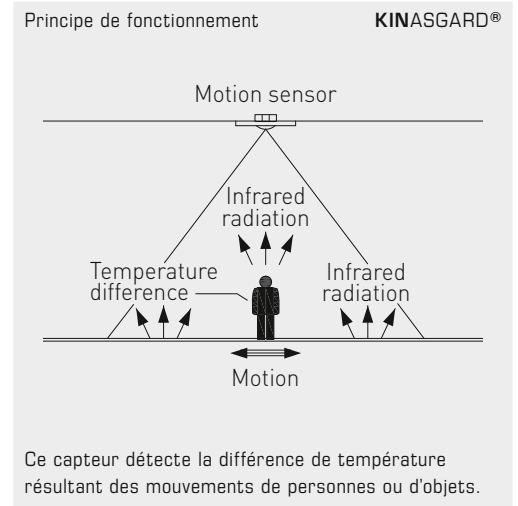 Principe de fonctionnement KINASGARD®
Motion sensor
Infrared
radiation
Temperature
difference
Infrared
radiation
Motion
Ce capteur détecte la différence de température
résultant des mouvements de personnes ou d'objets.